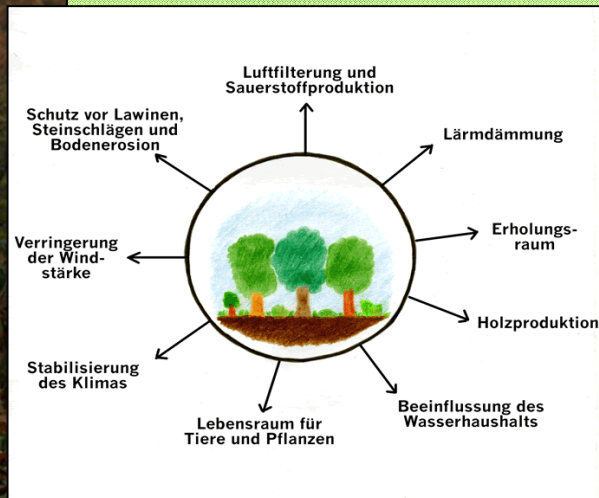 Luftfilterung und
Sauerstoffproduktion
Lärmdämmung
Erholungs-
raum
Holzproduktion
Beeinflussung des
Wasserhaushalts
Lebensraum für
Tiere und Pflanzen
Stabilisierung
des Klimas
Verringerung
der Wind-
stärke
Schutz vor Lawinen,
Steinschlägen und
Bodenerosion